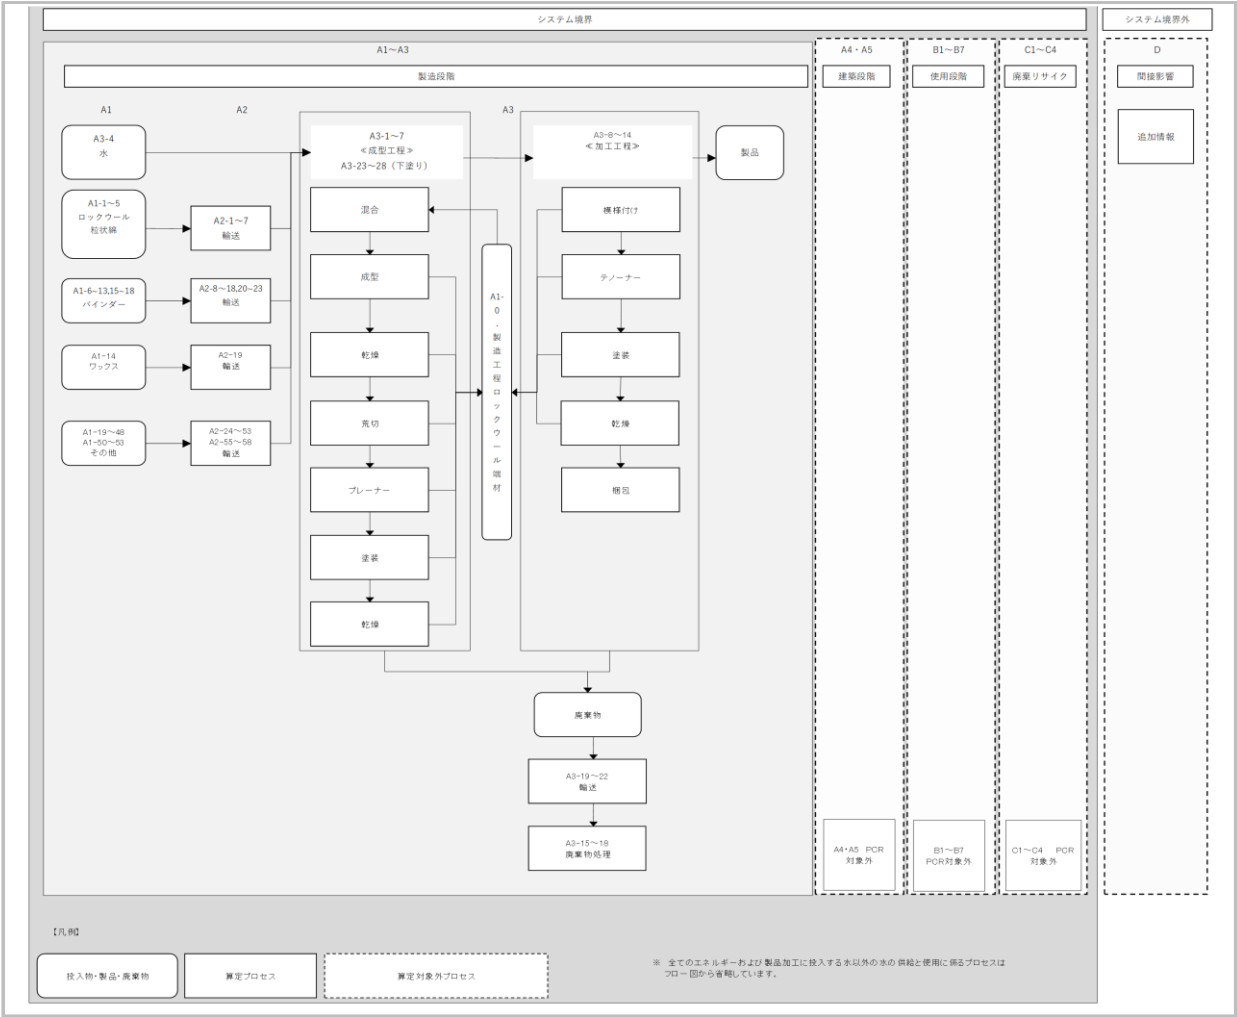 システム境界
システム境界外
A1～A3
A4・A5
B1～B7
C1～C4
D
製造段階
建築段階
使用段階
廃棄リサイク
間接影響
A1
A2
A3
A3-4
水
A3-1～7
≪成型工程≫
A3-23～28（下塗り）
A3-8～14
≪加工工程≫
製品
追加情報
A1-1～5
ロックウール
粒状綿
A2-1～7
輸送
混合
模様付け
A1-6~13,15~18
バインダー
A2-8～18,20~23
輸送
成型
テノーナー
A1-0．製造工程ロックウール端材
A1-14
ワックス
A2-19
輸送
乾燥
塗装
A1-19～48
A1-50～53
その他
A2-24～53
A2-55～58
輸送
荒切
乾燥
プレーナー
梱包
塗装
乾燥
廃棄物
A3-19～22
輸送
A3-15～18
廃棄物処理
A4・A5 PCR
対象外
B1～B7
PCR対象外
C1～C4 PCR
対象外
【凡例】
投入物・製品・廃棄物
算定プロセス
算定対象外プロセス
※ 全てのエネルギーおよび製品加工に投入する水以外の水の供給と使用に係るプロセスは
フロー図から省略しています。